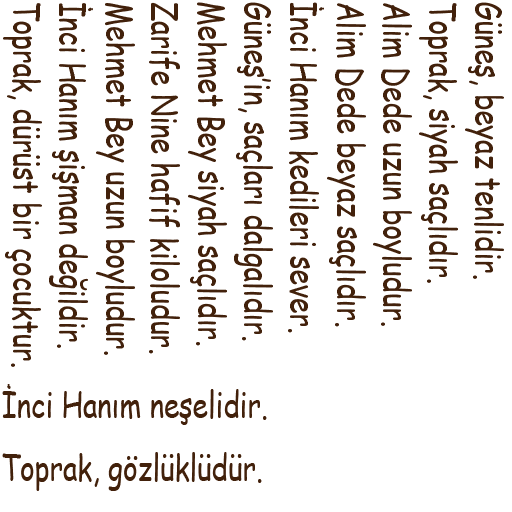 Güneş, beyaz tenlidir.
Toprak, siyah saçlıdır.
Alim Dede uzun boyludur.
Alim Dede beyaz saçlıdır.
İnci Hanım kedileri sever.
Güneş'in, saçları dalgalıdır.
Mehmet Bey siyah saçlıdır.
Zarife Nine hafif kiloludur.
Mehmet Bey uzun boyludur.
İnci Hanım şişman değildir.
Toprak, dürüst bir çocuktur.
İnci Hanım neşelidir.
Toprak, gözlüklüdür.